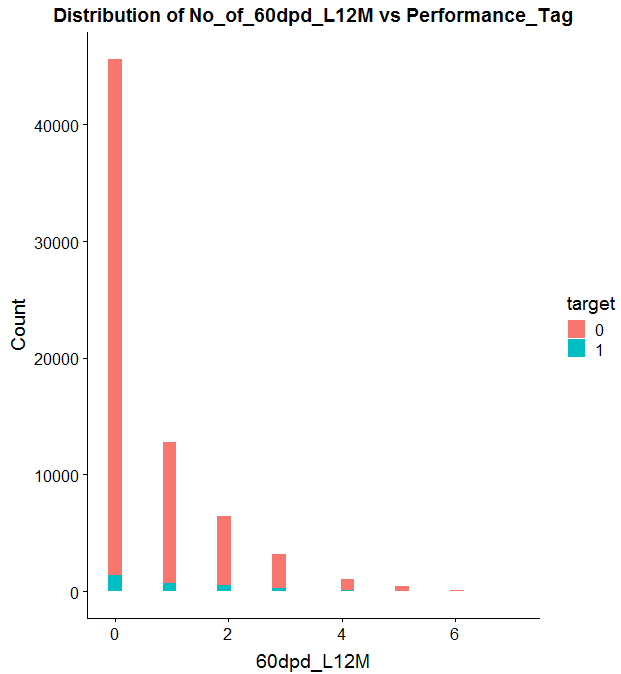 Distribution of No_of_60dpd_L12M vs Performance_Tag
Count
40000
30000
20000
10000
0
0 2 4 6
60dpd_L12M
target
0
1